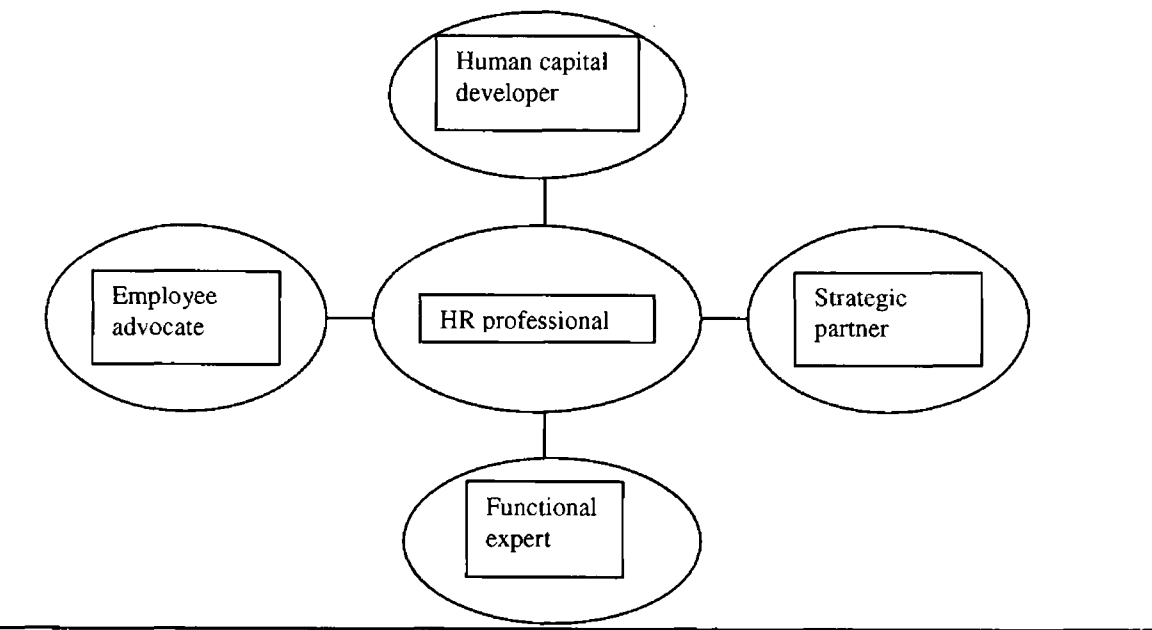 Human capital
developer
Employee
advocate
HR professional
Strategic
partner
Functional
expert